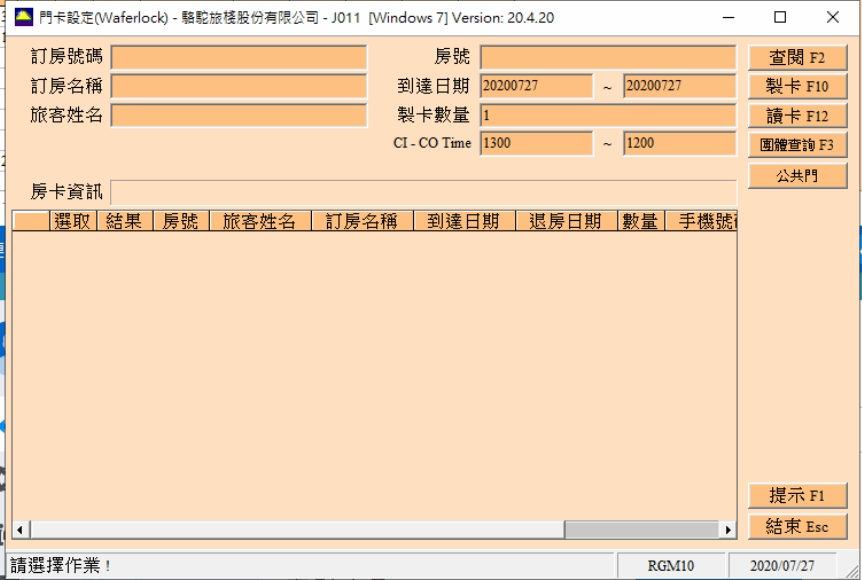 門卡設定(Waferlock) - 駱駝旅棧股份有限公司 - J011 [Windows 7] Version: 20.4.20
訂房號碼 房號 查閱 F2
訂房名稱 到達日期 20200727 ~ 20200727 製卡 F10
旅客姓名 製卡數量 1 讀卡 F12
CI - CO Time 1300 ~ 1200 團體查詢 F3
公共門
房卡資訊
選取 結果 房號 旅客姓名 訂房名稱 到達日期 退房日期 數量 手機號
提示 F1
結束 Esc
請選擇作業！ RGM10 2020/07/27